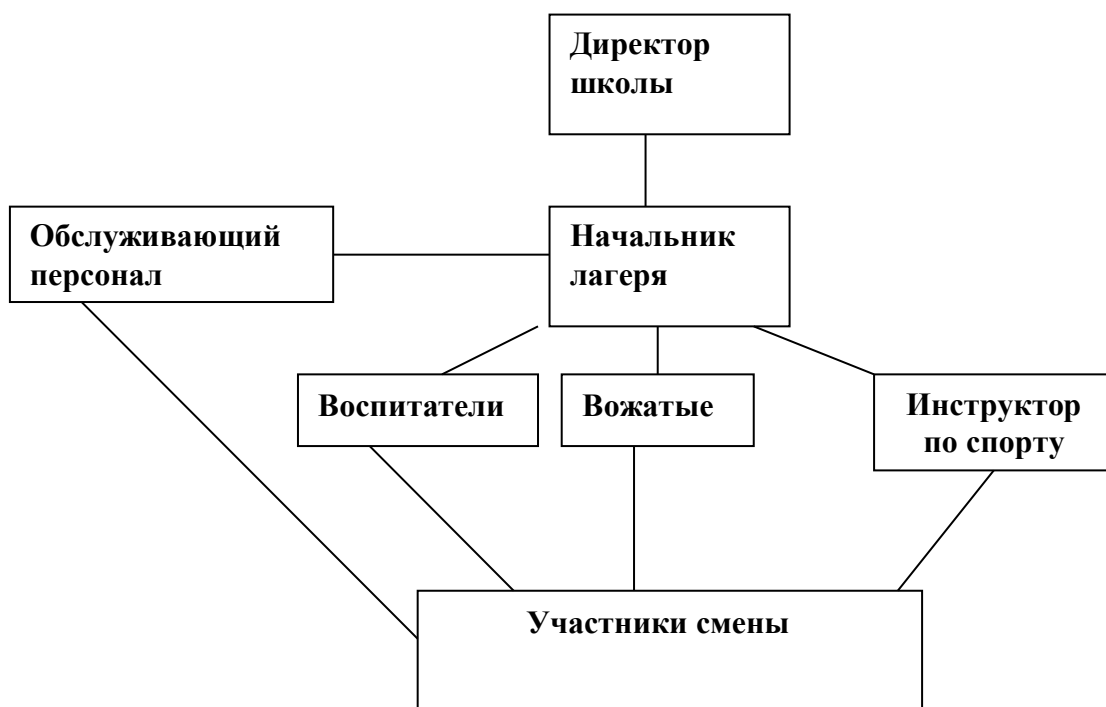 Директор
школы
Обслуживающий
персонал
Начальник
лагеря
Воспитатели
Вожатые
Инструктор
по спорту
Участники смены